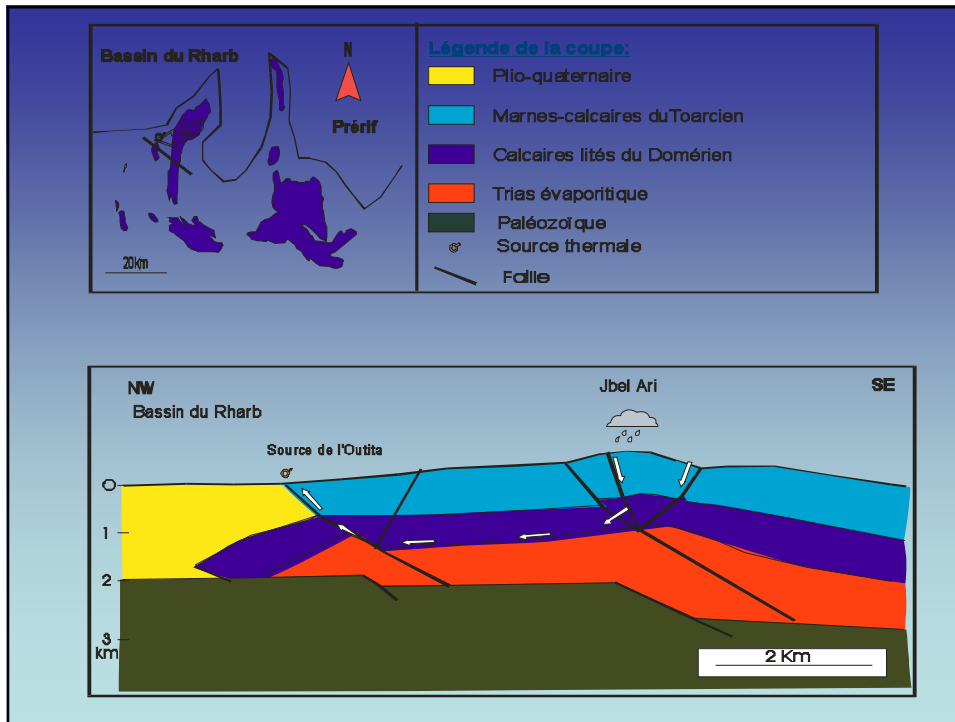 Bassin du Rharb
N
Prérif
20km
Légende de la coupe:
Plio-quaternaire
Marnes-calcaires du Toarcien
Calcaires lités du Domérien
Trias évaporitique
Paléozoïque
Source thermale
Faille
NW
Jbel Ari
SE
Bassin du Rharb
Source de l'Outita
0
1
2
3
km
2 Km